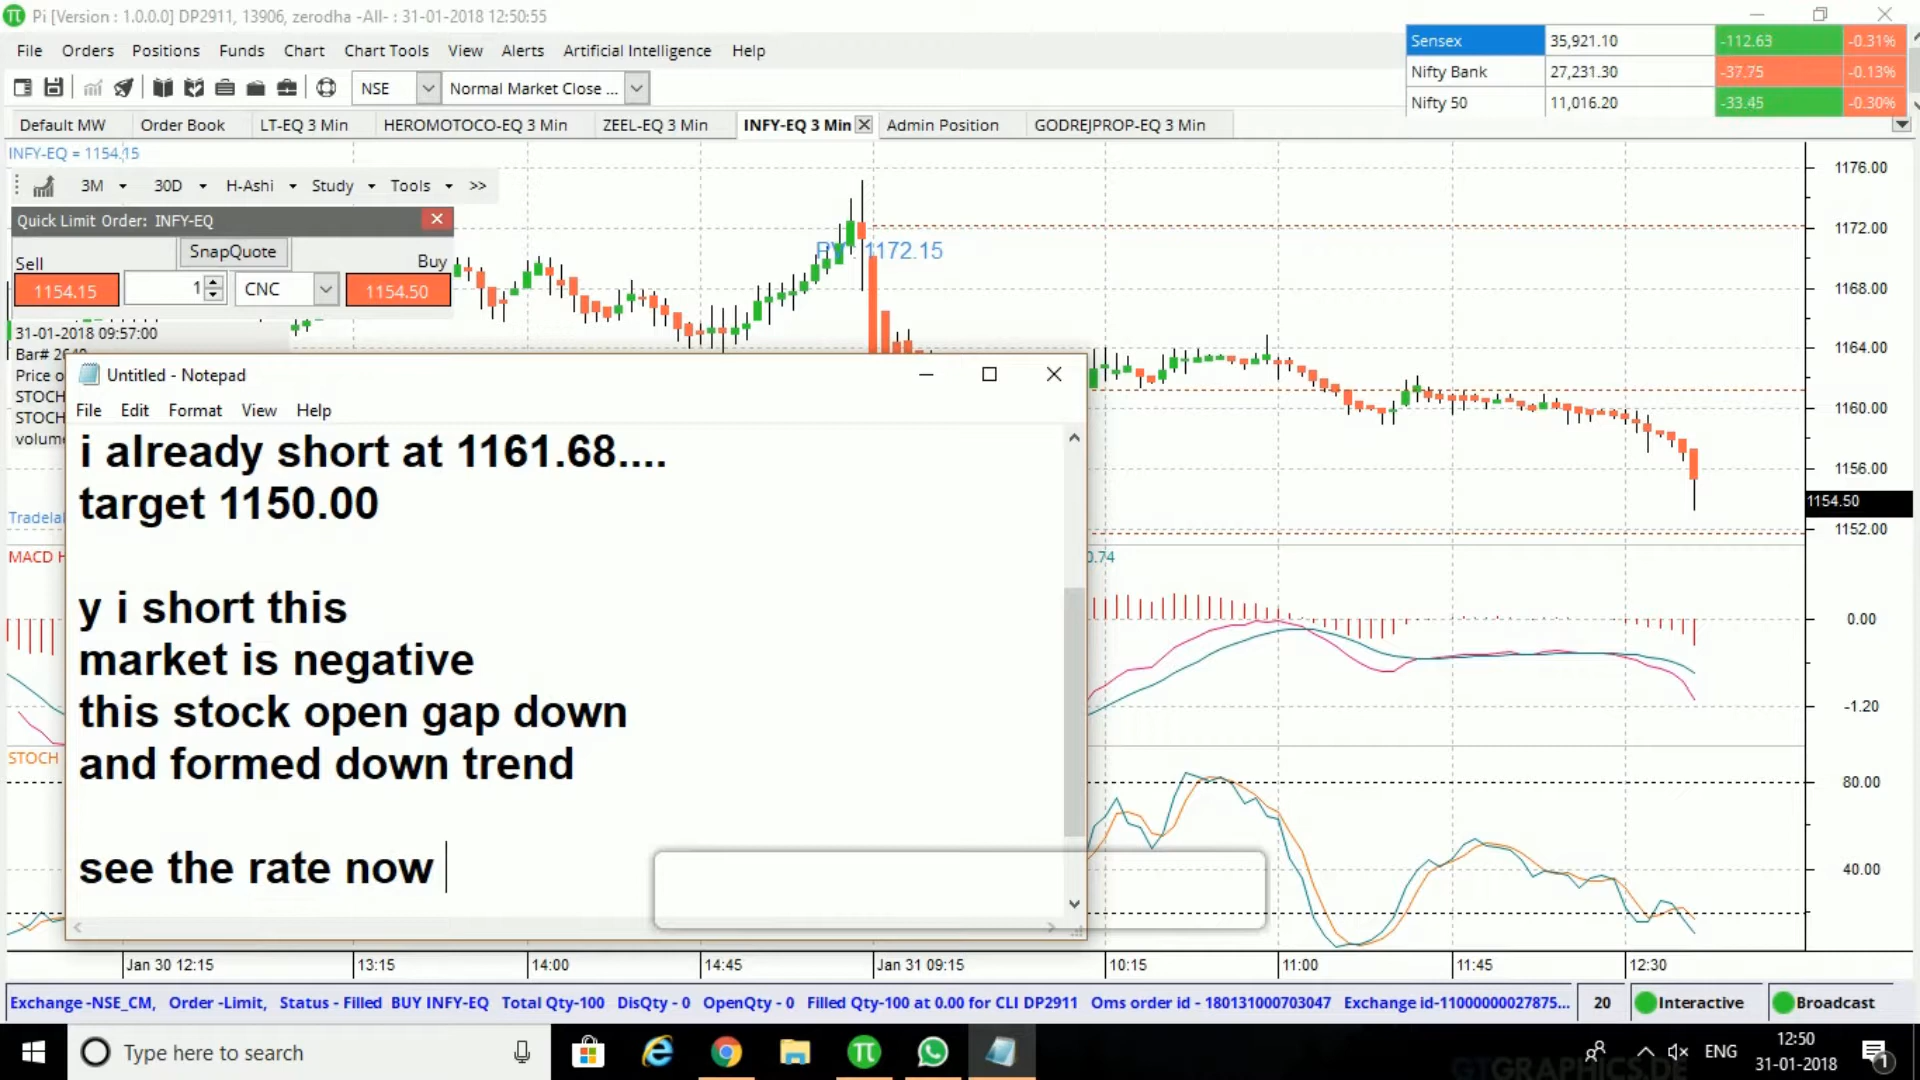 Pi [Version : 1.0.0.0] DP2911, 13906, zerodha -All- : 31-01-2018 12:50:55
File Orders Positions Funds Chart Chart Tools View Alerts Artificial Intelligence Help
Sensex 35,921.10 -112.63 -0.31%
Nifty Bank 27,231.30 -37.75 -0.13%
Nifty 50 11,016.20 -33.45 -0.30%
NSE Normal Market Close ...
Default MW Order Book LT-EQ 3 Min HEROMOTOCO-EQ 3 Min ZEEL-EQ 3 Min INFY-EQ 3 Min Admin Position GODREJPROP-EQ 3 Min
INFY-EQ = 1154.15
3M 30D H-Ashi Study Tools >>
Quick Limit Order: INFY-EQ
SnapQuote
Sell Buy
1154.15 1 CNC 1154.50
1172.15
31-01-2018 09:57:00
Bar#
Price
STOCH
STOCH
1176.00
1172.00
1168.00
1164.00
1160.00
1156.00
1154.50
1152.00
Untitled - Notepad
File Edit Format View Help
i already short at 1161.68....
target 1150.00
y i short this
market is negative
this stock open gap down
and formed down trend
see the rate now
MACD
0.00
-1.20
STOCH
80.00
40.00
Jan 30 12:15 13:15 14:00 14:45 Jan 31 09:15 10:15 11:00 11:45 12:30
Exchange -NSE_CM, Order -Limit, Status - Filled BUY INFY-EQ Total Qty-100 DisQty - 0 OpenQty - 0 Filled Qty-100 at 0.00 for CLI DP2911 Oms order id - 180131000703047 Exchange id-11000000027875... 20 Interactive Broadcast
Type here to search
ENG
12:50
31-01-2018
1
GTGRAPHICS.DE